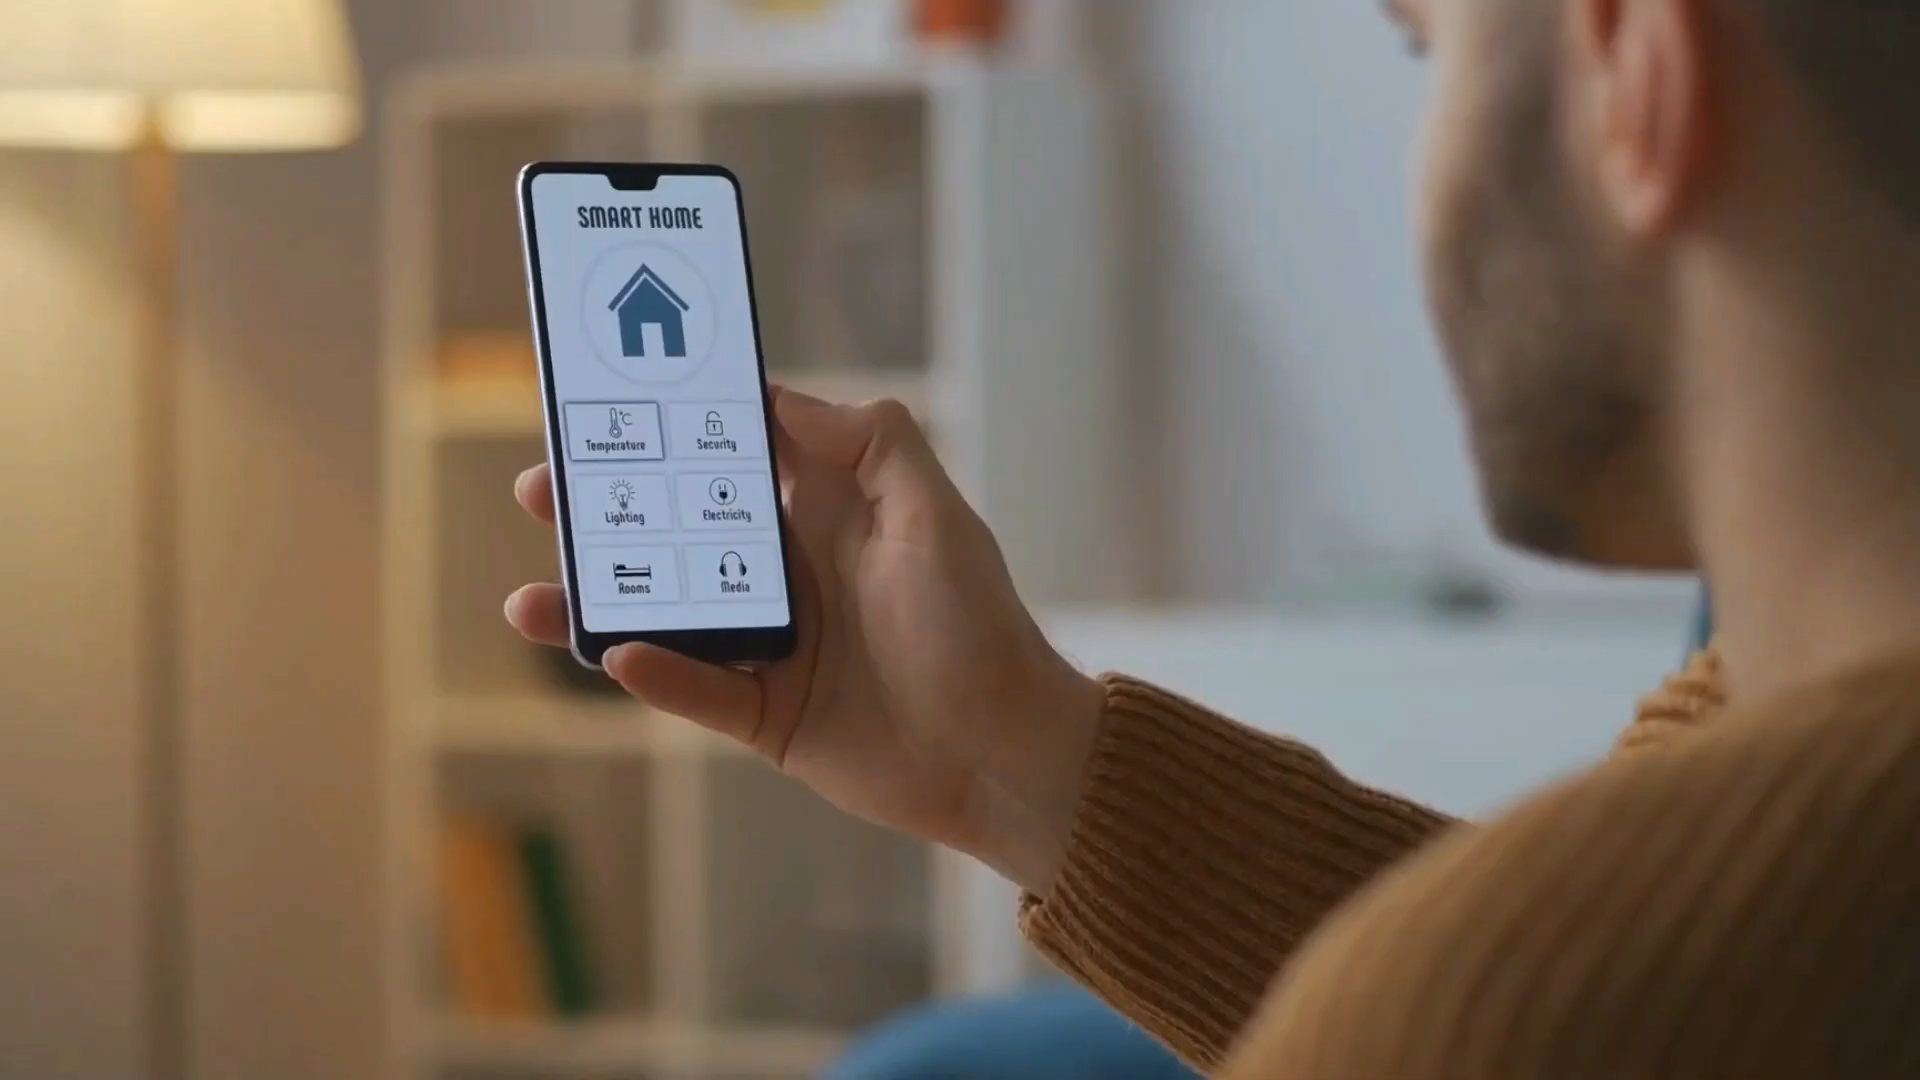 SMART HOME
°C
Temperature
Security
Lighting
Electricity
Rooms
Media